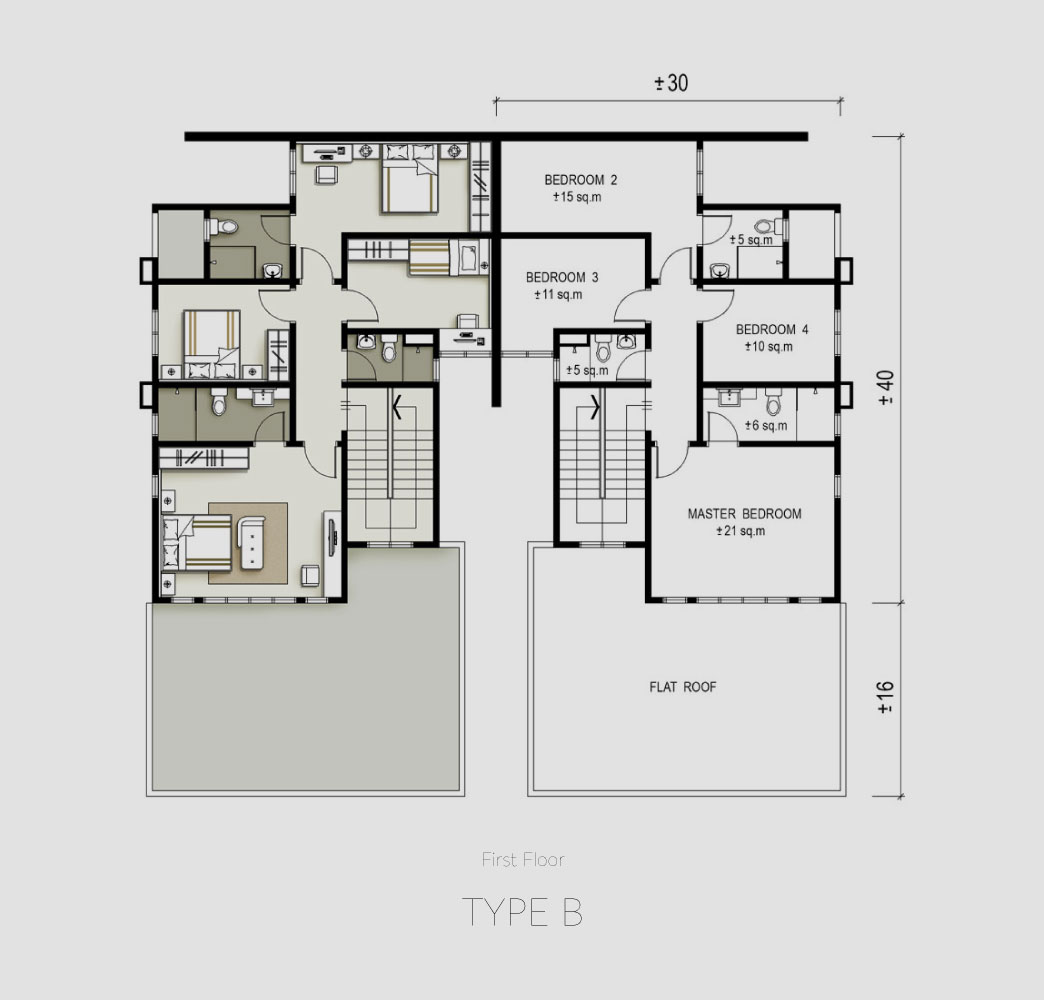 ±30
BEDROOM 2
±15 sq.m
±5 sq.m
BEDROOM 3
±11 sq.m
BEDROOM 4
±10 sq.m
±5 sq.m
±40
±6 sq.m
MASTER BEDROOM
±21 sq.m
FLAT ROOF
±16
First Floor
TYPE B